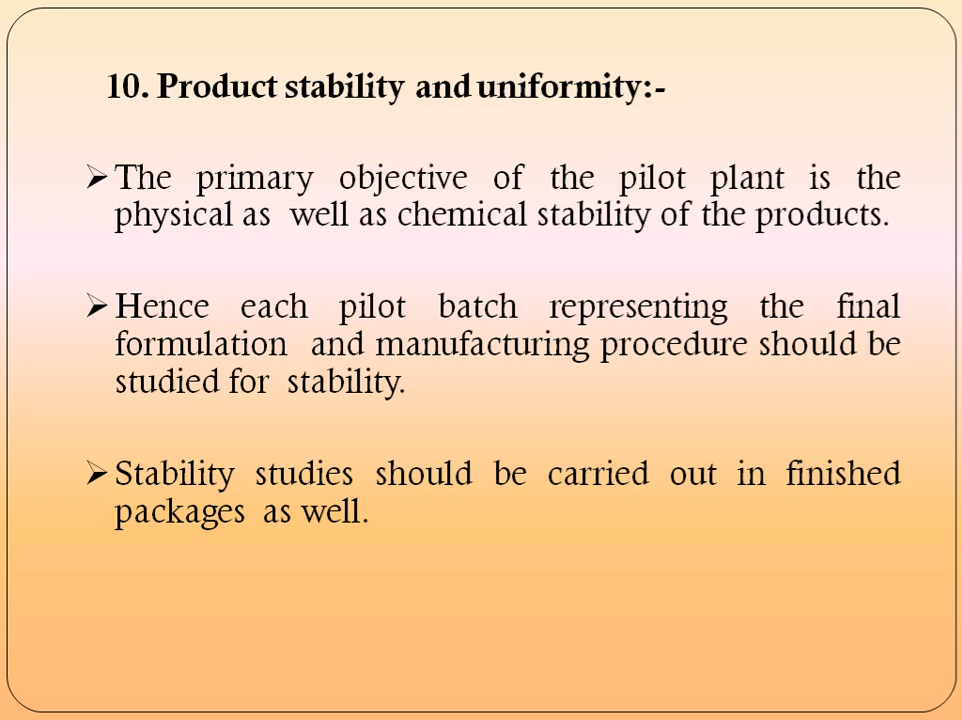 10. Product stability and uniformity:-
➢ The primary objective of the pilot plant is the
physical as well as chemical stability of the products.
➢ Hence each pilot batch representing the final
formulation and manufacturing procedure should be
studied for stability.
➢ Stability studies should be carried out in finished
packages as well.